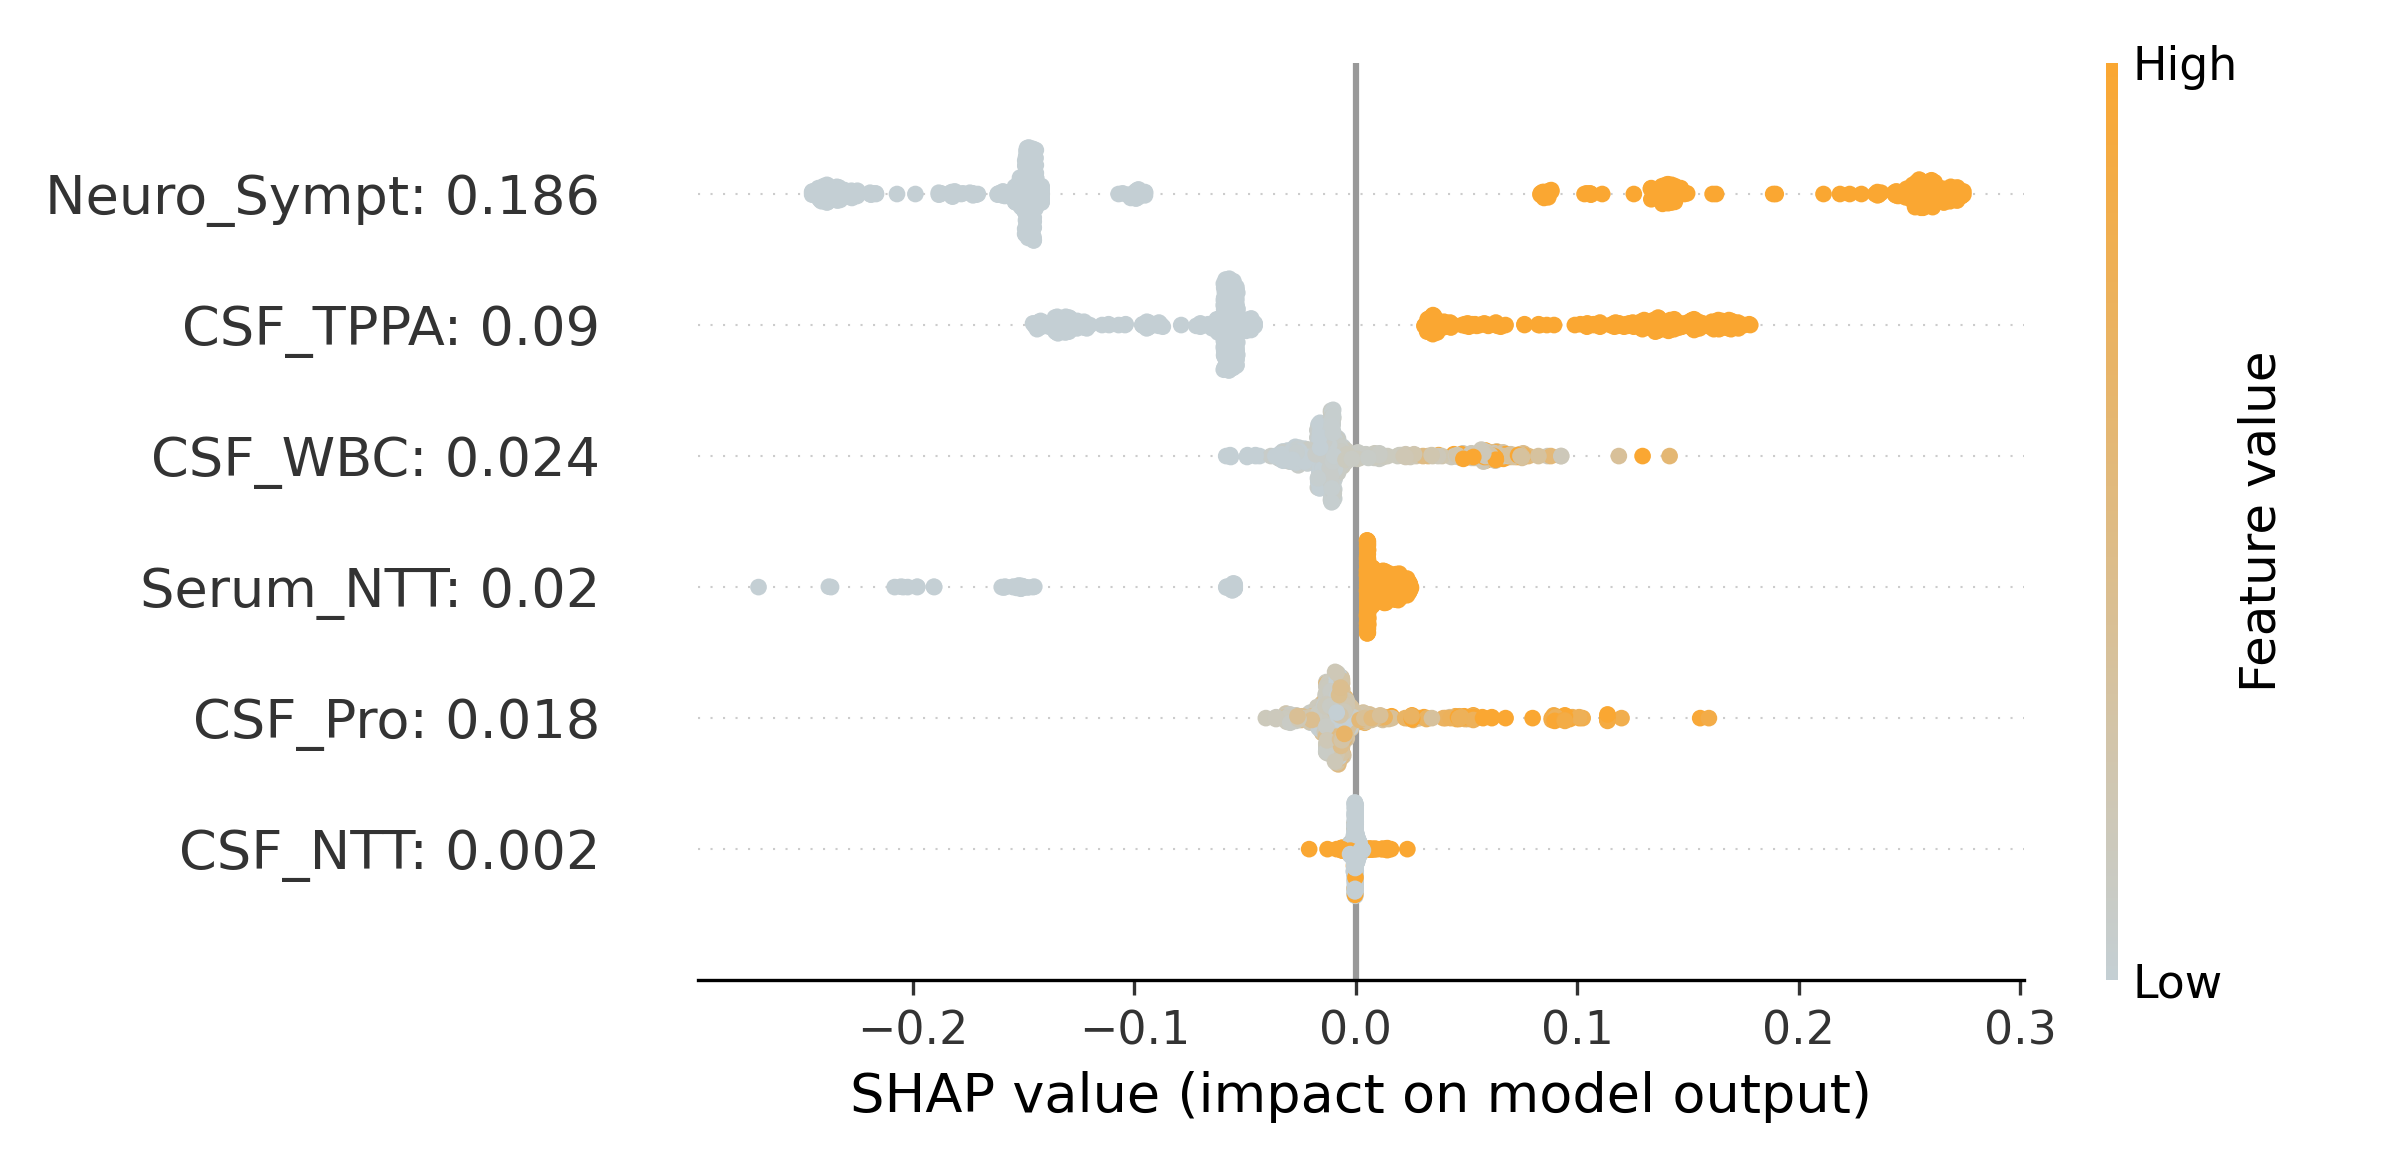 High
Neuro_Sympt: 0.186
CSF_TPPA: 0.09
CSF_WBC: 0.024
Serum_NTT: 0.02
CSF_Pro: 0.018
CSF_NTT: 0.002
Feature value
Low
−0.2 −0.1 0.0 0.1 0.2 0.3
SHAP value (impact on model output)